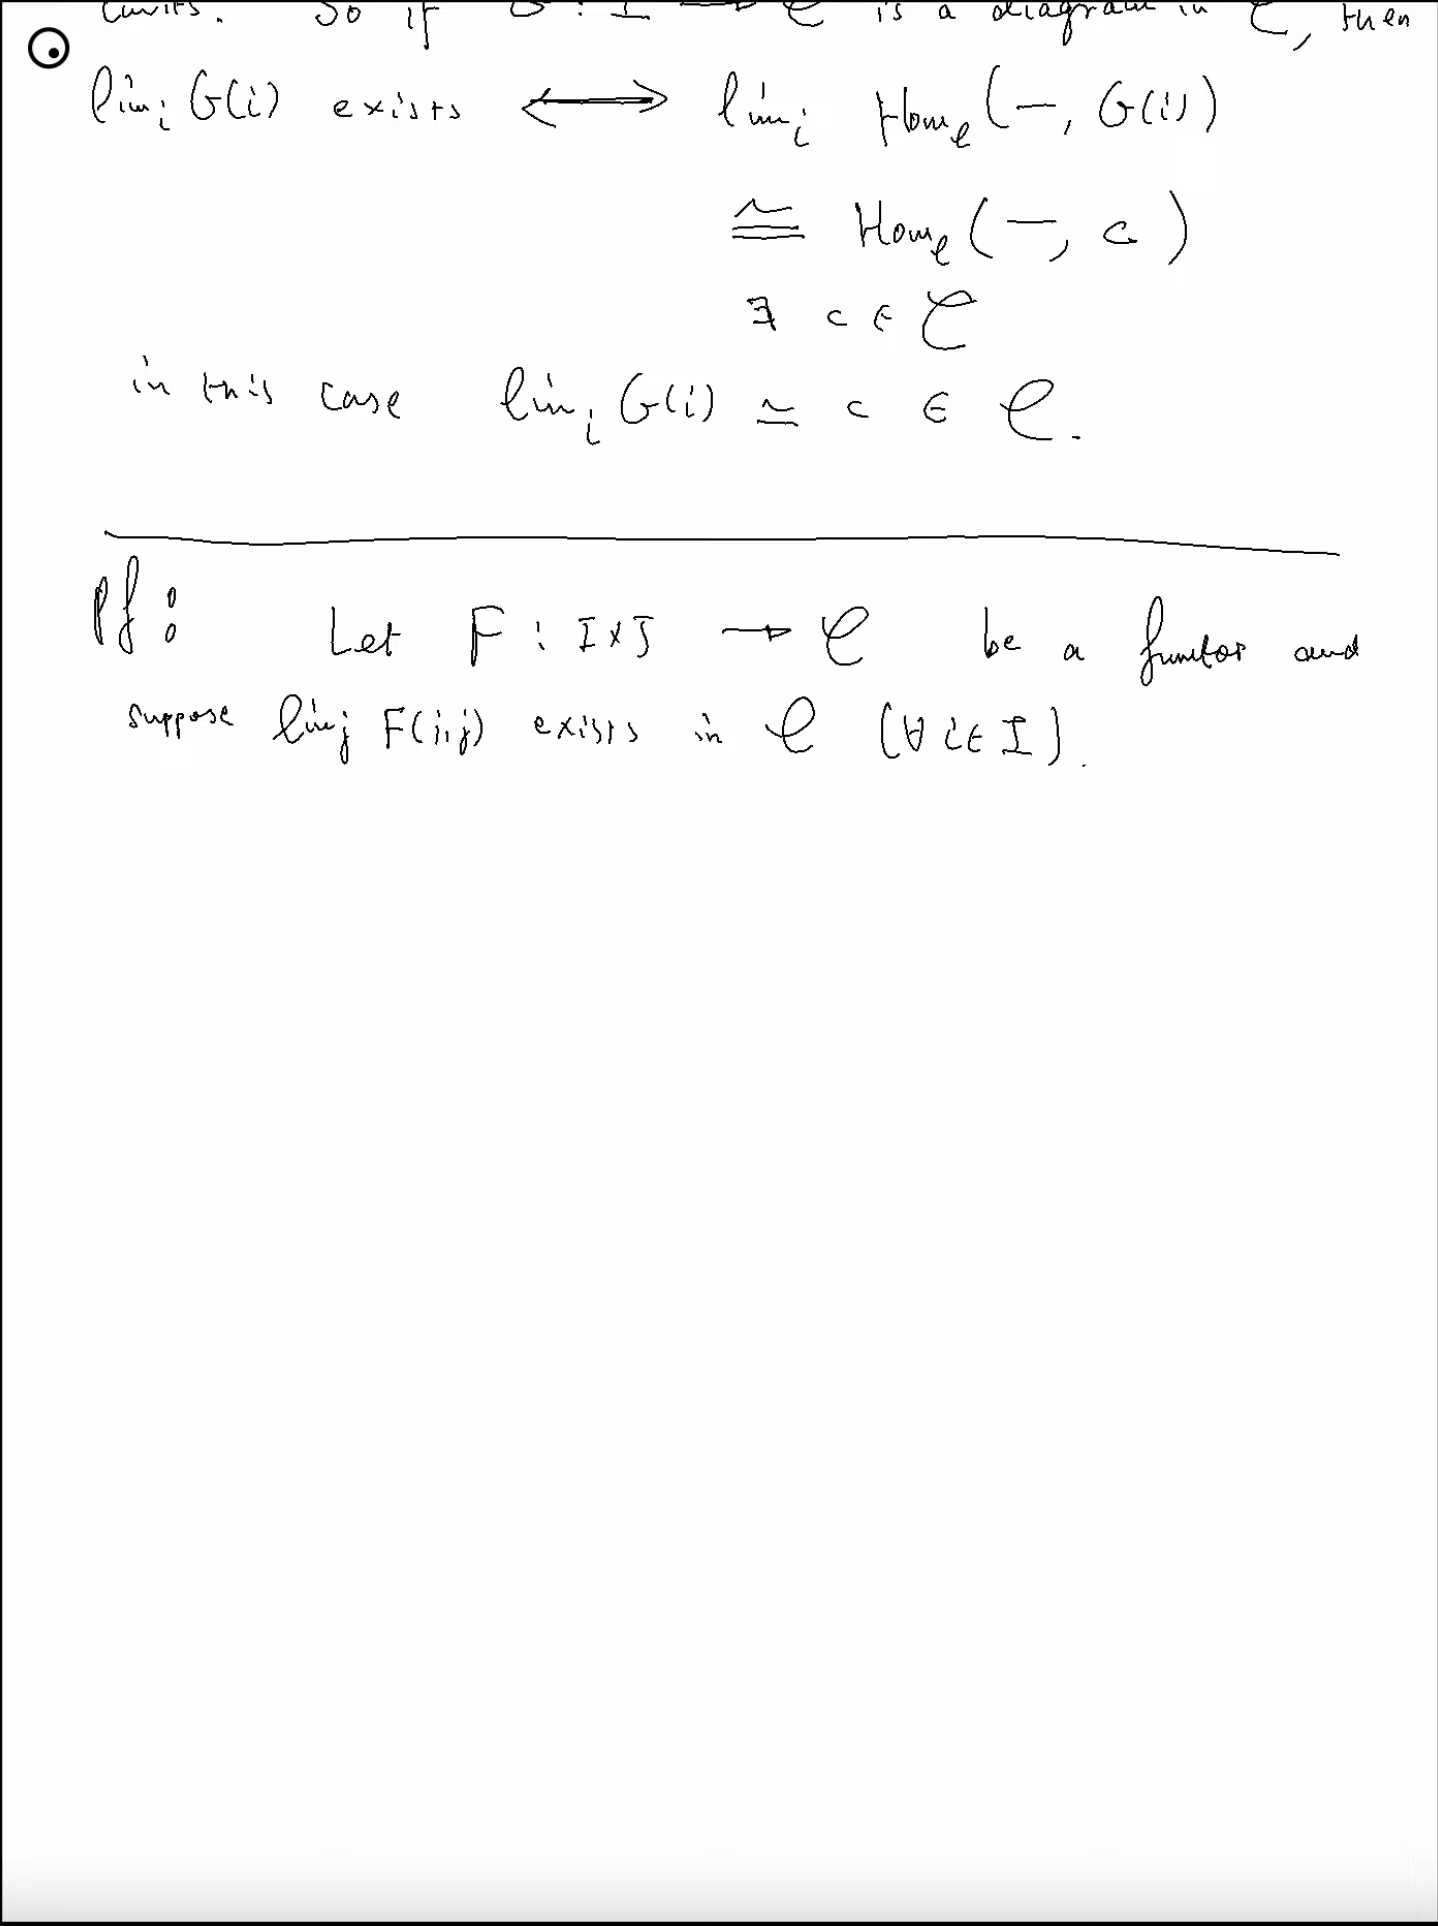 limits. So if G : I → C is a diagram in C, then
lim_i G(i) exists ⟷ lim_i Hom_C (−, G(i))
≅ Hom_C (−, c)
∃ c ∈ C
in this case lim_i G(i) ≃ c ∈ C.
Pf : Let F : I×J → C be a functor and
suppose lim_j F(i,j) exists in C (∀ i ∈ I).